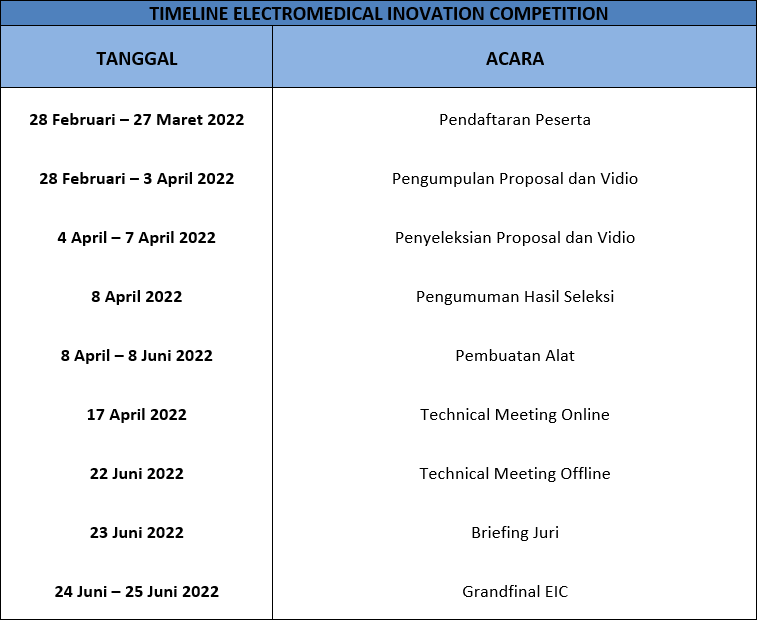 TIMELINE ELECTROMEDICAL INOVATION COMPETITION
TANGGAL ACARA
28 Februari – 27 Maret 2022 Pendaftaran Peserta
28 Februari – 3 April 2022 Pengumpulan Proposal dan Vidio
4 April – 7 April 2022 Penyeleksian Proposal dan Vidio
8 April 2022 Pengumuman Hasil Seleksi
8 April – 8 Juni 2022 Pembuatan Alat
17 April 2022 Technical Meeting Online
22 Juni 2022 Technical Meeting Offline
23 Juni 2022 Briefing Juri
24 Juni – 25 Juni 2022 Grandfinal EIC